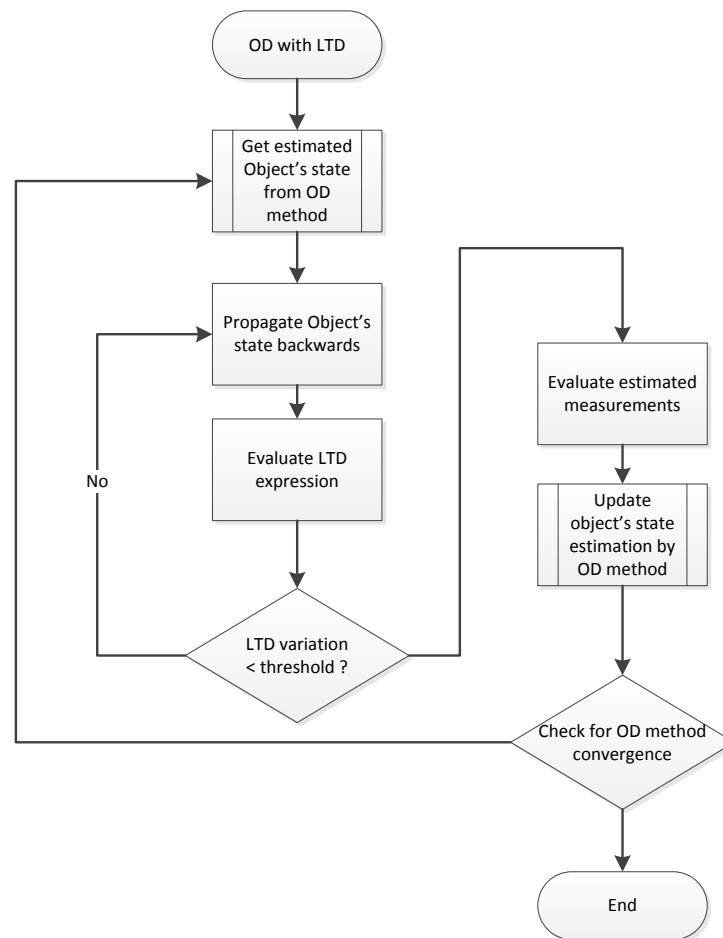 OD with LTD
Get estimated
Object's state
from OD
method
Propagate Object's
state backwards
Evaluate LTD
expression
No
LTD variation
< threshold ?
Evaluate estimated
measurements
Update
object's state
estimation by
OD method
Check for OD method
convergence
End